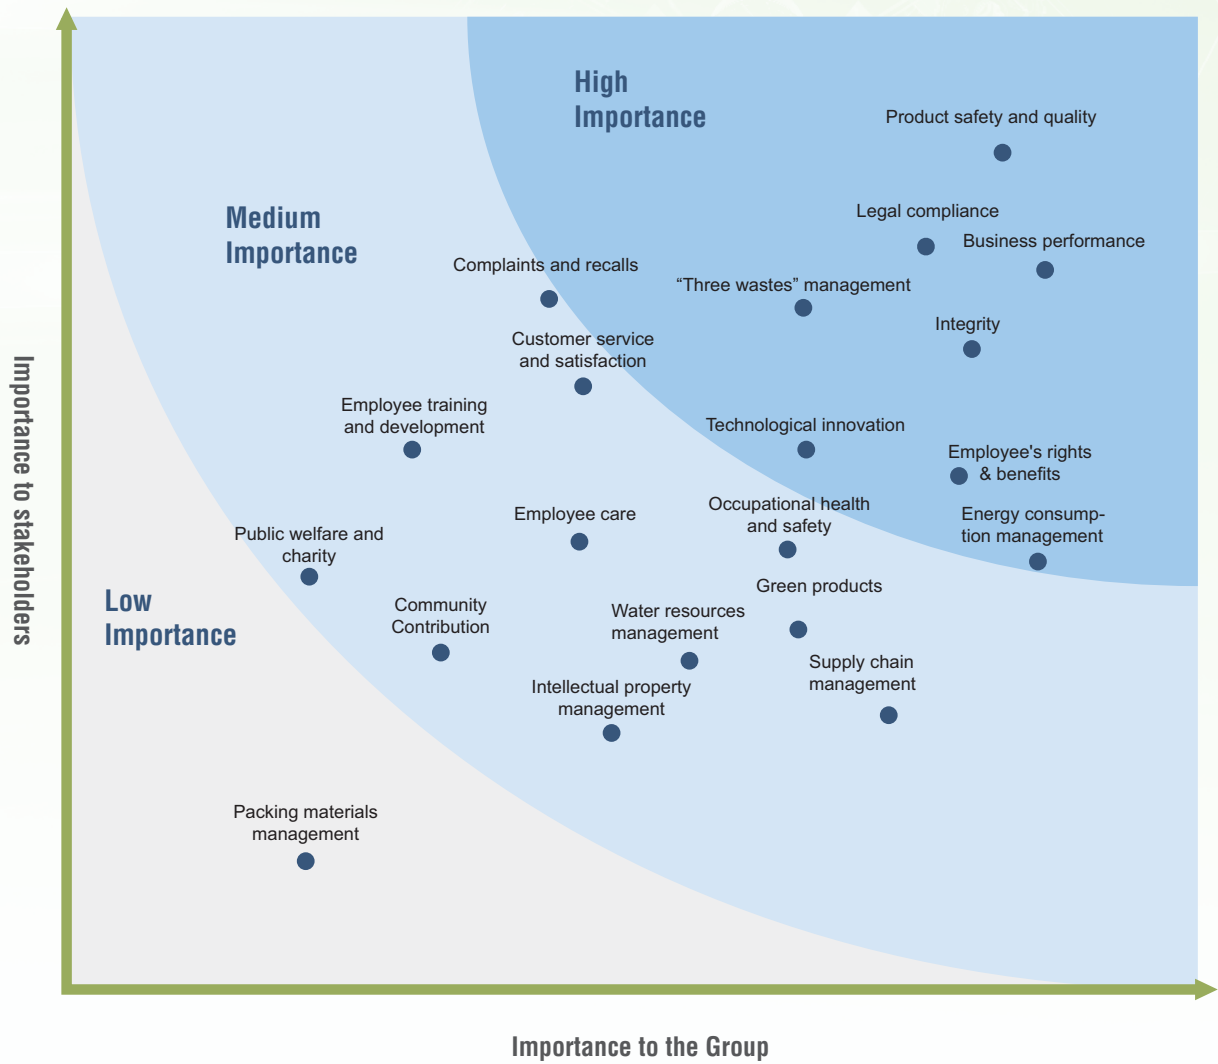 High
Importance
Product safety and quality
Medium
Importance
Legal compliance
Business performance
Complaints and recalls
“Three wastes” management
Integrity
Customer service
and satisfaction
Employee training
and development
Technological innovation
Employee's rights
& benefits
Occupational health
and safety
Employee care
Energy consump-
tion management
Public welfare and
charity
Green products
Low
Importance
Community
Contribution
Water resources
management
Supply chain
management
Intellectual property
management
Packing materials
management
Importance to stakeholders
Importance to the Group